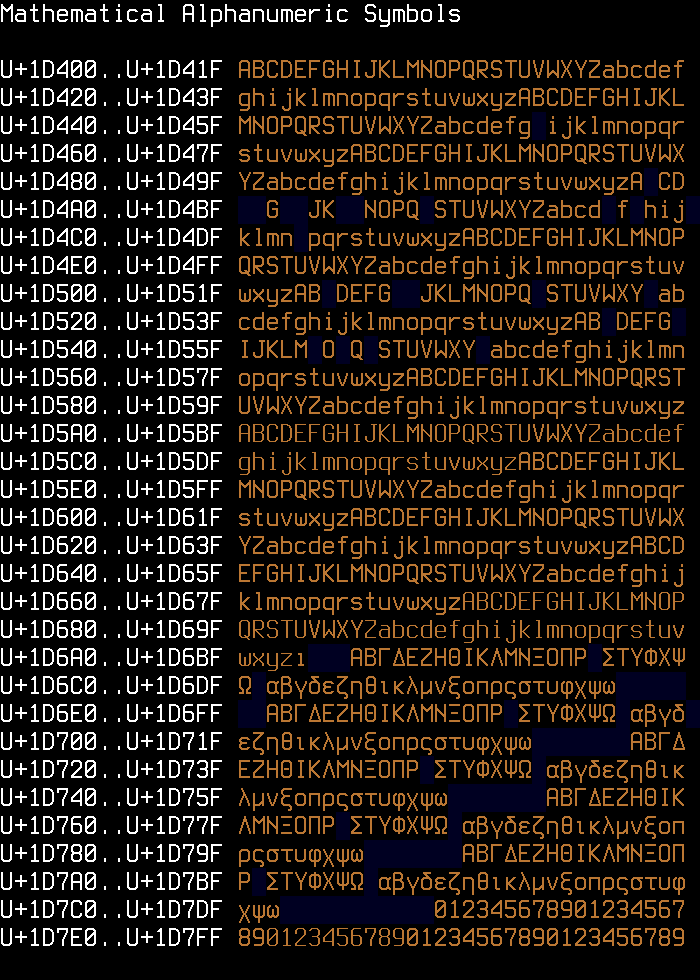 Mathematical Alphanumeric Symbols
U+1D400..U+1D41F ABCDEFGHIJKLMNOPQRSTUVWXYZabcdef
U+1D420..U+1D43F ghijklmnopqrstuvwxyzABCDEFGHIJKL
U+1D440..U+1D45F MNOPQRSTUVWXYZabcdefg ijklmnopqr
U+1D460..U+1D47F stuvwxyzABCDEFGHIJKLMNOPQRSTUVWX
U+1D480..U+1D49F YZabcdefghijklmnopqrstuvwxyzA CD
U+1D4A0..U+1D4BF   G  JK  NOPQ STUVWXYZabcd f hij
U+1D4C0..U+1D4DF klmn pqrstuvwxyzABCDEFGHIJKLMNOP
U+1D4E0..U+1D4FF QRSTUVWXYZabcdefghijklmnopqrstuv
U+1D500..U+1D51F wxyzAB DEFG  JKLMNOPQ STUVWXY ab
U+1D520..U+1D53F cdefghijklmnopqrstuvwxyzAB DEFG
U+1D540..U+1D55F IJKLM O Q STUVWXY abcdefghijklmn
U+1D560..U+1D57F opqrstuvwxyzABCDEFGHIJKLMNOPQRST
U+1D580..U+1D59F UVWXYZabcdefghijklmnopqrstuvwxyz
U+1D5A0..U+1D5BF ABCDEFGHIJKLMNOPQRSTUVWXYZabcdef
U+1D5C0..U+1D5DF ghijklmnopqrstuvwxyzABCDEFGHIJKL
U+1D5E0..U+1D5FF MNOPQRSTUVWXYZabcdefghijklmnopqr
U+1D600..U+1D61F stuvwxyzABCDEFGHIJKLMNOPQRSTUVWX
U+1D620..U+1D63F YZabcdefghijklmnopqrstuvwxyzABCD
U+1D640..U+1D65F EFGHIJKLMNOPQRSTUVWXYZabcdefghij
U+1D660..U+1D67F klmnopqrstuvwxyzABCDEFGHIJKLMNOP
U+1D680..U+1D69F QRSTUVWXYZabcdefghijklmnopqrstuv
U+1D6A0..U+1D6BF wxyzı   ΑΒΓΔΕΖΗΘΙΚΛΜΝΞΟΠΡ ΣΤΥΦΧΨ
U+1D6C0..U+1D6DF Ω αβγδεζηθικλμνξοπρςστυφχψω
U+1D6E0..U+1D6FF   ΑΒΓΔΕΖΗΘΙΚΛΜΝΞΟΠΡ ΣΤΥΦΧΨΩ αβγδ
U+1D700..U+1D71F εζηθικλμνξοπρςστυφχψω       ΑΒΓΔ
U+1D720..U+1D73F ΕΖΗΘΙΚΛΜΝΞΟΠΡ ΣΤΥΦΧΨΩ αβγδεζηθικ
U+1D740..U+1D75F λμνξοπρςστυφχψω       ΑΒΓΔΕΖΗΘΙΚ
U+1D760..U+1D77F ΛΜΝΞΟΠΡ ΣΤΥΦΧΨΩ αβγδεζηθικλμνξοπ
U+1D780..U+1D79F ρςστυφχψω       ΑΒΓΔΕΖΗΘΙΚΛΜΝΞΟΠ
U+1D7A0..U+1D7BF Ρ ΣΤΥΦΧΨΩ αβγδεζηθικλμνξοπρςστυφ
U+1D7C0..U+1D7DF χψω           012345678901234567
U+1D7E0..U+1D7FF 89012345678901234567890123456789